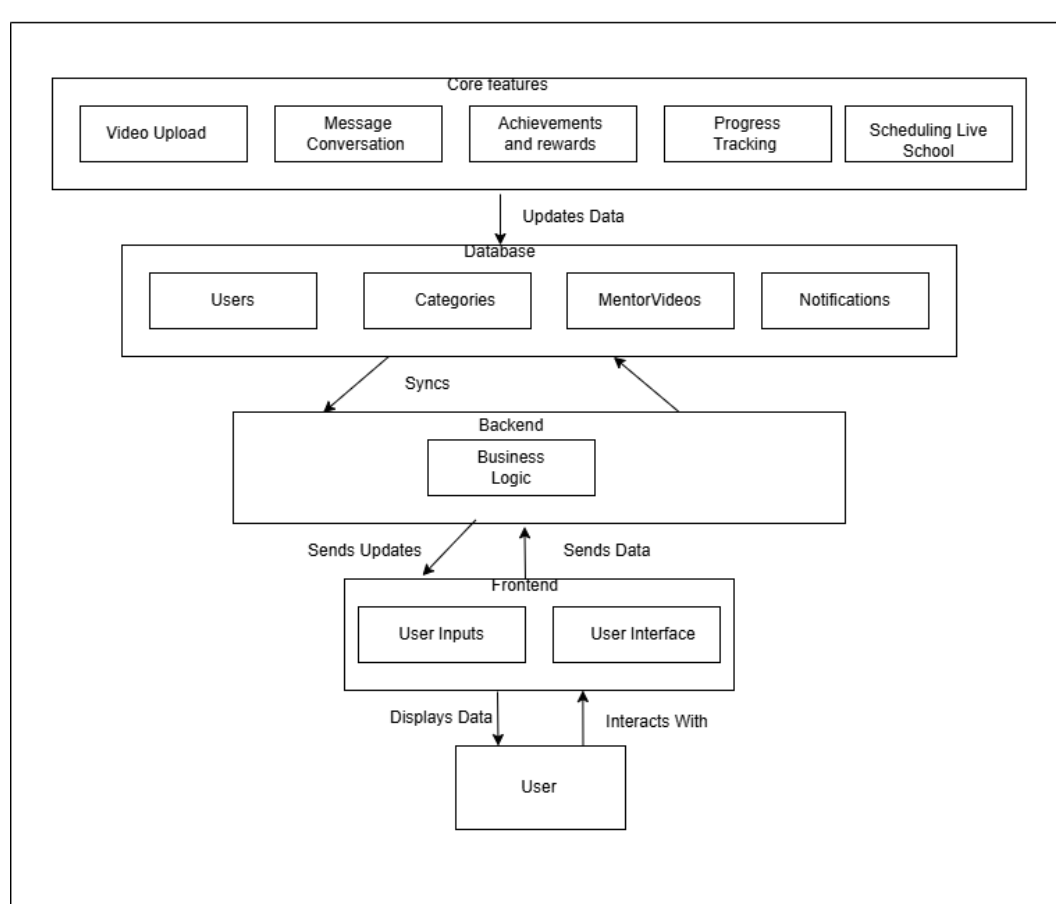 Core features
Video Upload
Message
Conversation
Achievements
and rewards
Progress
Tracking
Scheduling Live
School
Updates Data
Database
Users
Categories
MentorVideos
Notifications
Syncs
Backend
Business
Logic
Sends Updates
Sends Data
Frontend
User Inputs
User Interface
Displays Data
Interacts With
User